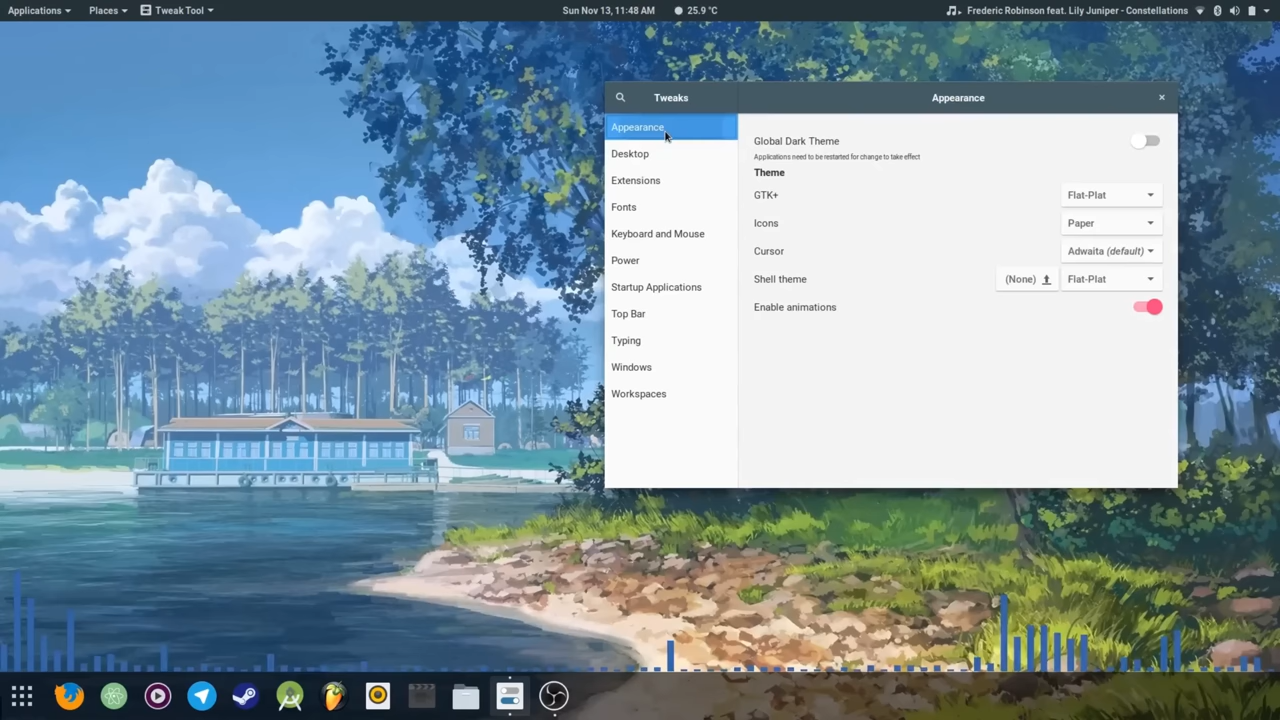 Applications Places Tweak Tool Sun Nov 13, 11:48 AM 25.9 °C Frederic Robinson feat. Lily Juniper - Constellations
Tweaks Appearance
Appearance
Desktop
Extensions
Fonts
Keyboard and Mouse
Power
Startup Applications
Top Bar
Typing
Windows
Workspaces
Global Dark Theme
Applications need to be restarted for change to take effect
Theme
GTK+ Flat-Plat
Icons Paper
Cursor Adwaita (default)
Shell theme (None) Flat-Plat
Enable animations